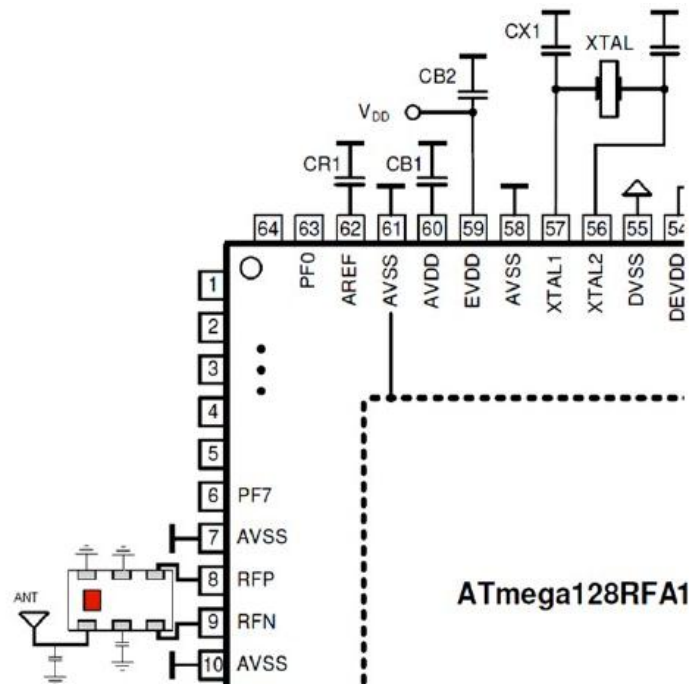 CX1 XTAL
CB2
VDD
CR1 CB1
64 63 62 61 60 59 58 57 56 55 54
PF0 AREF AVSS AVDD EVDD AVSS XTAL1 XTAL2 DVSS DEVDD
1
2
3
4
5
6 PF7
7 AVSS
8 RFP
ANT
9 RFN
ATmega128RFA1
10 AVSS